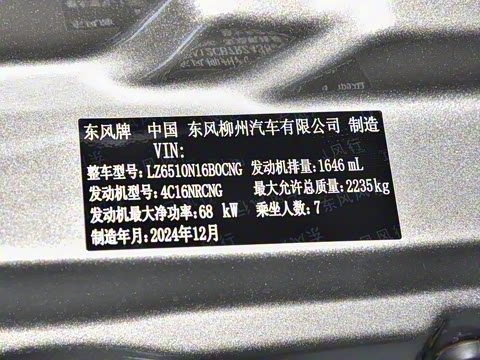 东风牌 中国 东风柳州汽车有限公司 制造
VIN:
整车型号: LZ6510N16B0CNG 发动机排量: 1646 mL
发动机型号: 4C16NRCNG 最大允许总质量: 2235kg
发动机最大净功率: 68 kW 乘坐人数: 7
制造年月: 2024年12月